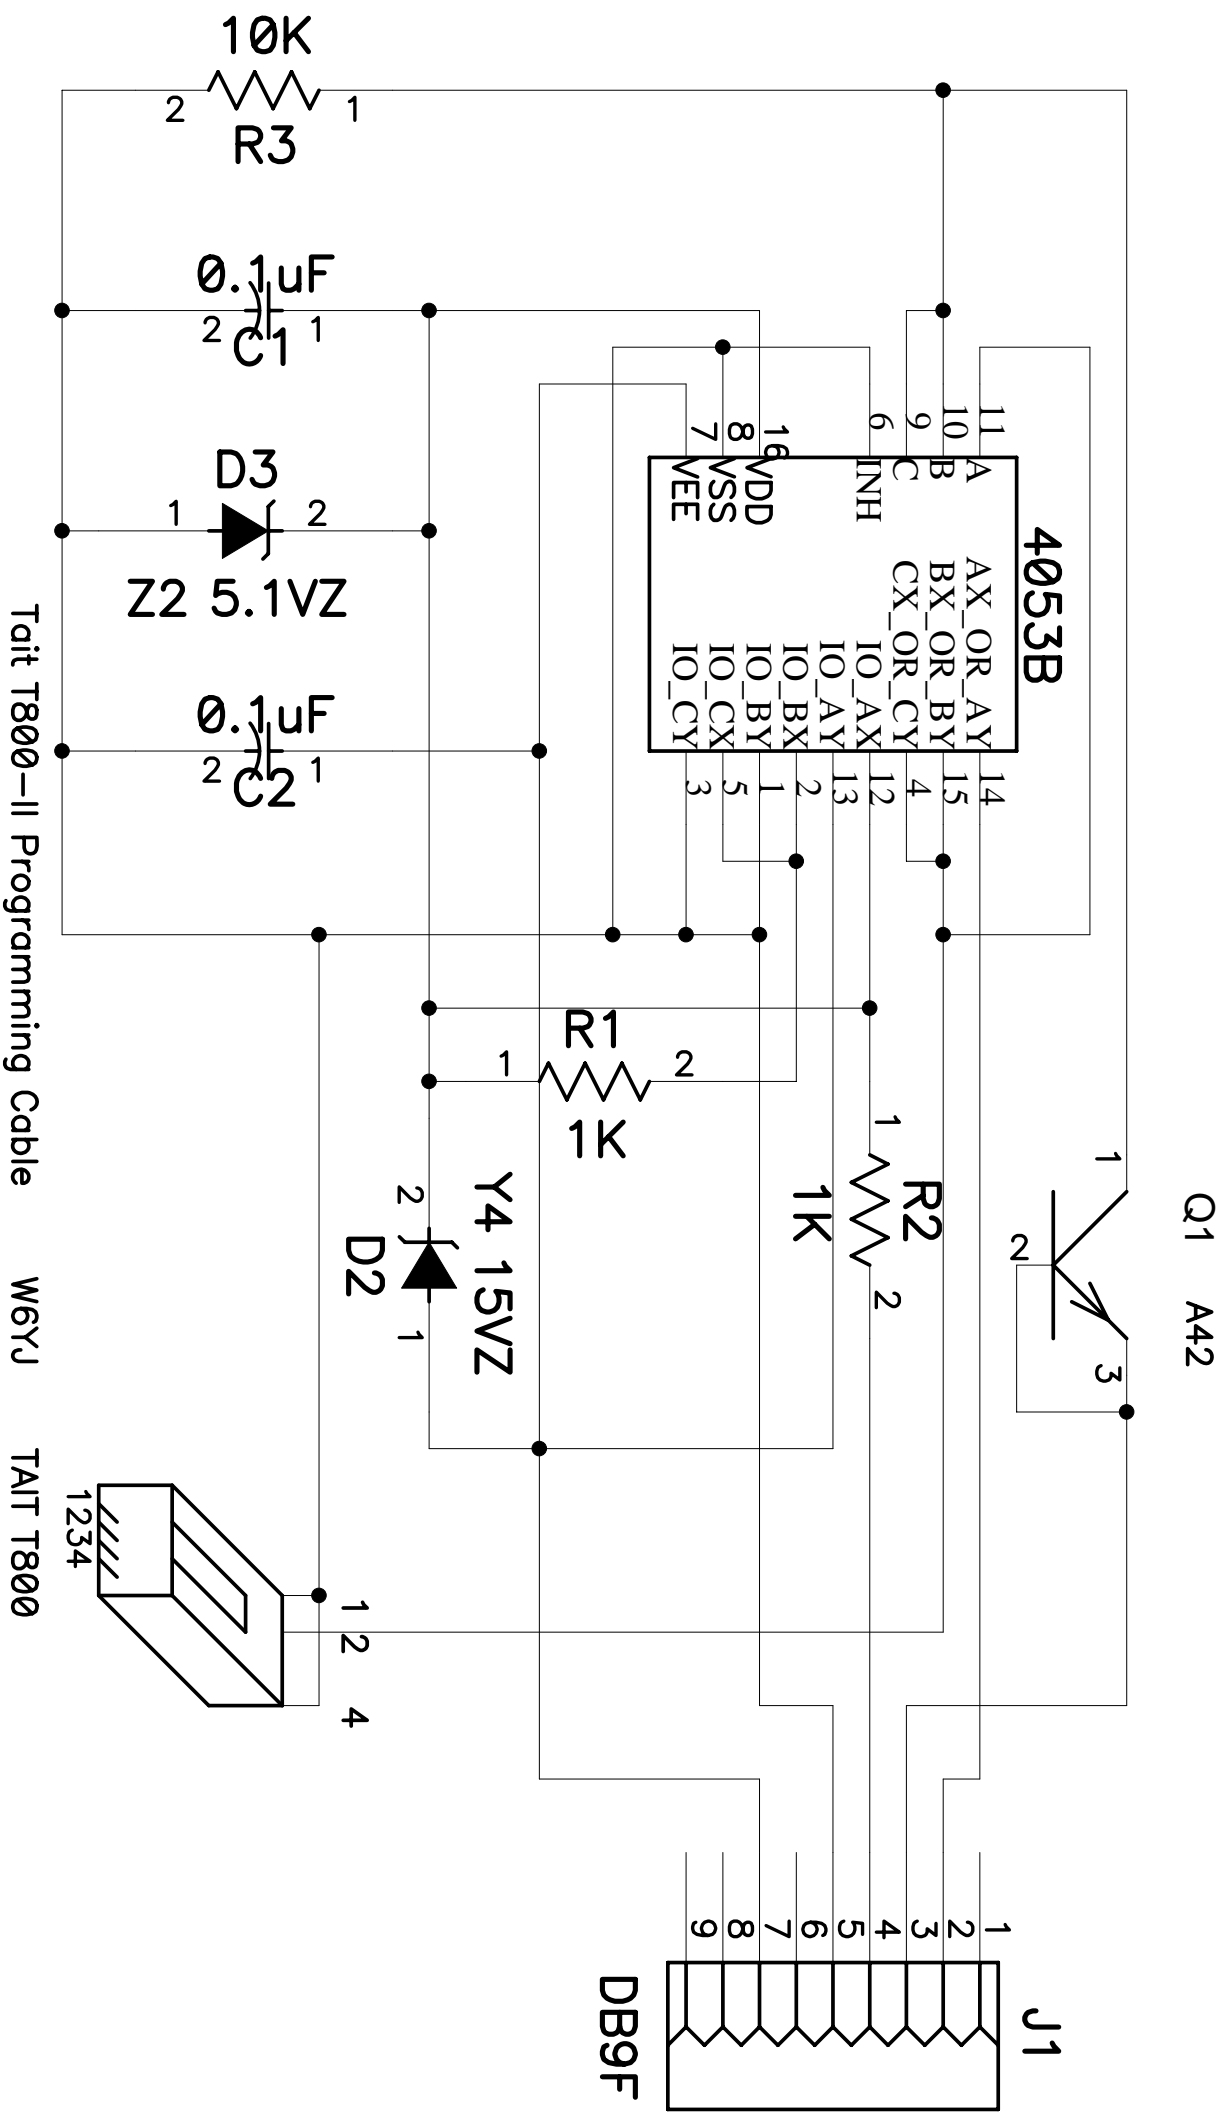 10K
2 1
R3
0.1uF
2 1
C1
D3
1 2
Z2 5.1VZ
0.1uF
2 1
C2
4053B
11 A
10 B
9 C
6 INH
16 VDD
8 VSS
7 VEE
AX_OR_AY 14
BX_OR_BY 15
CX_OR_CY 4
IO_AX 12
IO_AY 13
IO_BX 2
IO_BY 1
IO_CX 5
IO_CY 3
R1
1 2
1K
R2
1 2
1K
Q1 A42
1
2
3
Y4 15VZ
2 1
D2
1234
1
2
4
J1
1
2
3
4
5
6
7
8
9
DB9F
Tait T800-II Programming Cable W6YJ TAIT T800